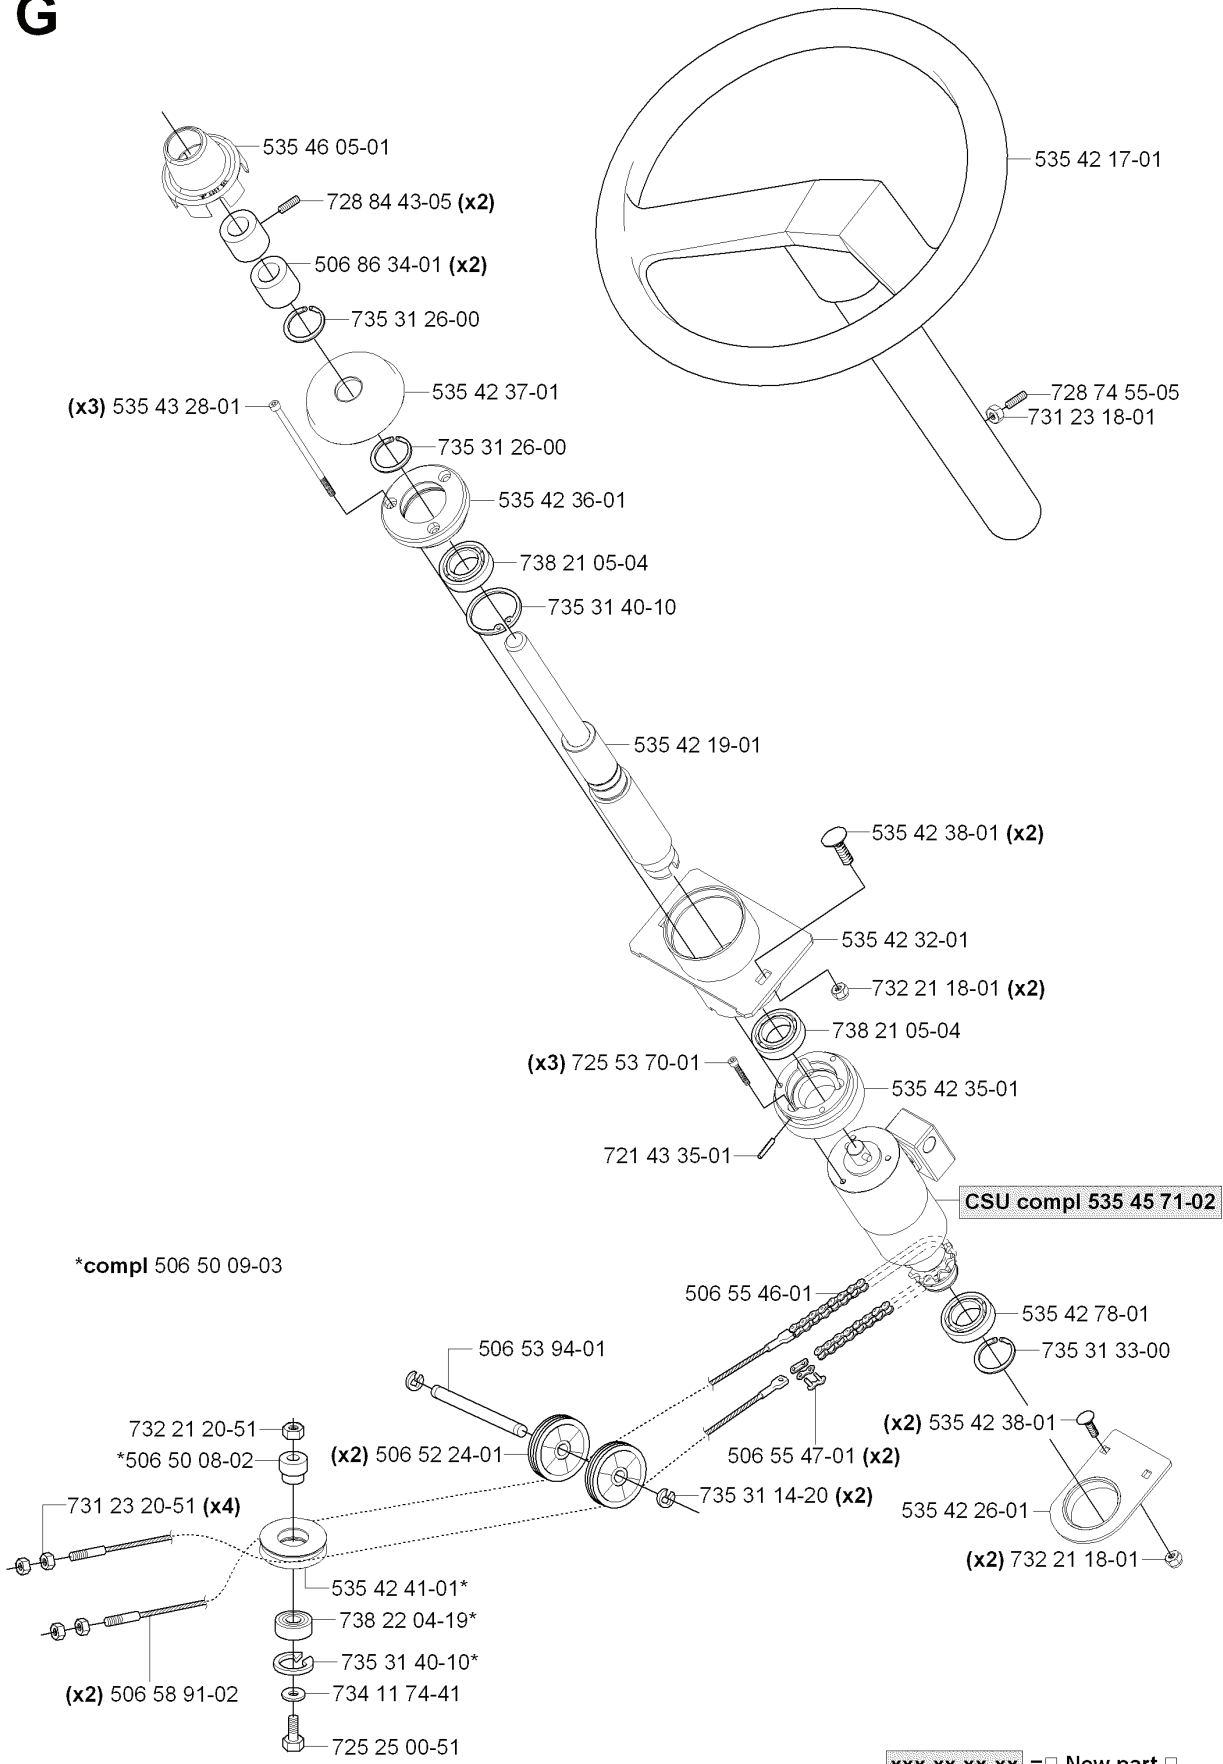 G
535 46 05-01
535 42 17-01
728 84 43-05 (x2)
506 86 34-01 (x2)
735 31 26-00
535 42 37-01
(x3) 535 43 28-01
728 74 55-05
731 23 18-01
735 31 26-00
535 42 36-01
738 21 05-04
735 31 40-10
535 42 19-01
535 42 38-01 (x2)
535 42 32-01
732 21 18-01 (x2)
738 21 05-04
(x3) 725 53 70-01
535 42 35-01
721 43 35-01
CSU compl 535 45 71-02
*compl 506 50 09-03
506 55 46-01
535 42 78-01
735 31 33-00
506 53 94-01
(x2) 535 42 38-01
732 21 20-51
*506 50 08-02
(x2) 506 52 24-01
506 55 47-01 (x2)
731 23 20-51 (x4)
735 31 14-20 (x2)
535 42 26-01
(x2) 732 21 18-01
535 42 41-01*
738 22 04-19*
735 31 40-10*
(x2) 506 58 91-02
734 11 74-41
725 25 00-51
xxx xx xx-xx = New part